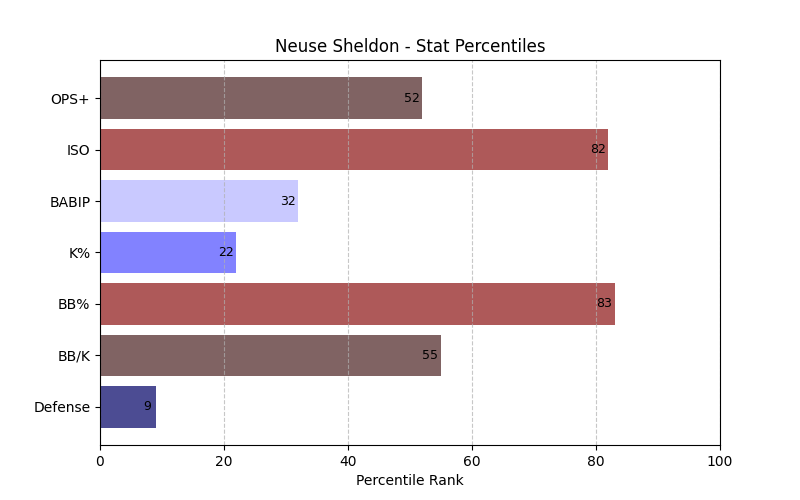 Neuse Sheldon - Stat Percentiles
OPS+ 52
ISO 82
BABIP 32
K% 22
BB% 83
BB/K 55
Defense 9
0 20 40 60 80 100
Percentile Rank